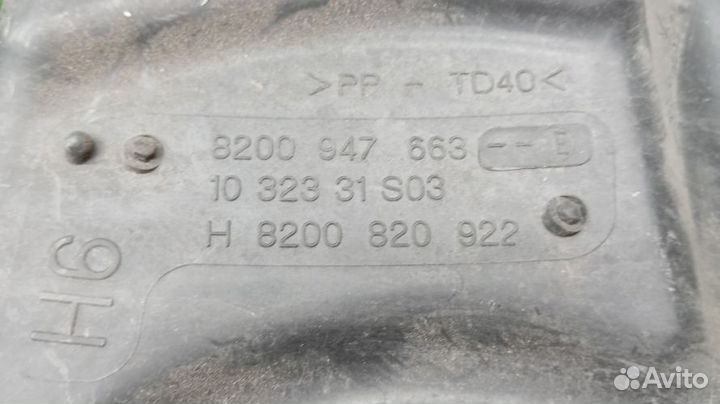 >PP - TD40<
8200 947 663 -- E
10 323 31 S03
H 8200 820 922
H6
Avito